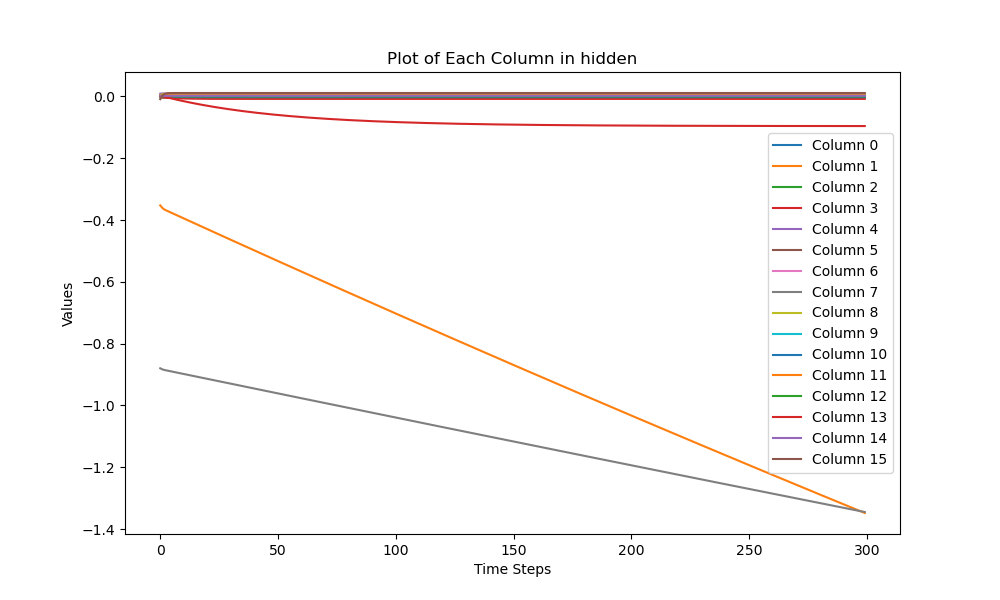 Plot of Each Column in hidden
0.0
−0.2
−0.4
−0.6
−0.8
−1.0
−1.2
−1.4
Values
0 50 100 150 200 250 300
Time Steps
Column 0
Column 1
Column 2
Column 3
Column 4
Column 5
Column 6
Column 7
Column 8
Column 9
Column 10
Column 11
Column 12
Column 13
Column 14
Column 15